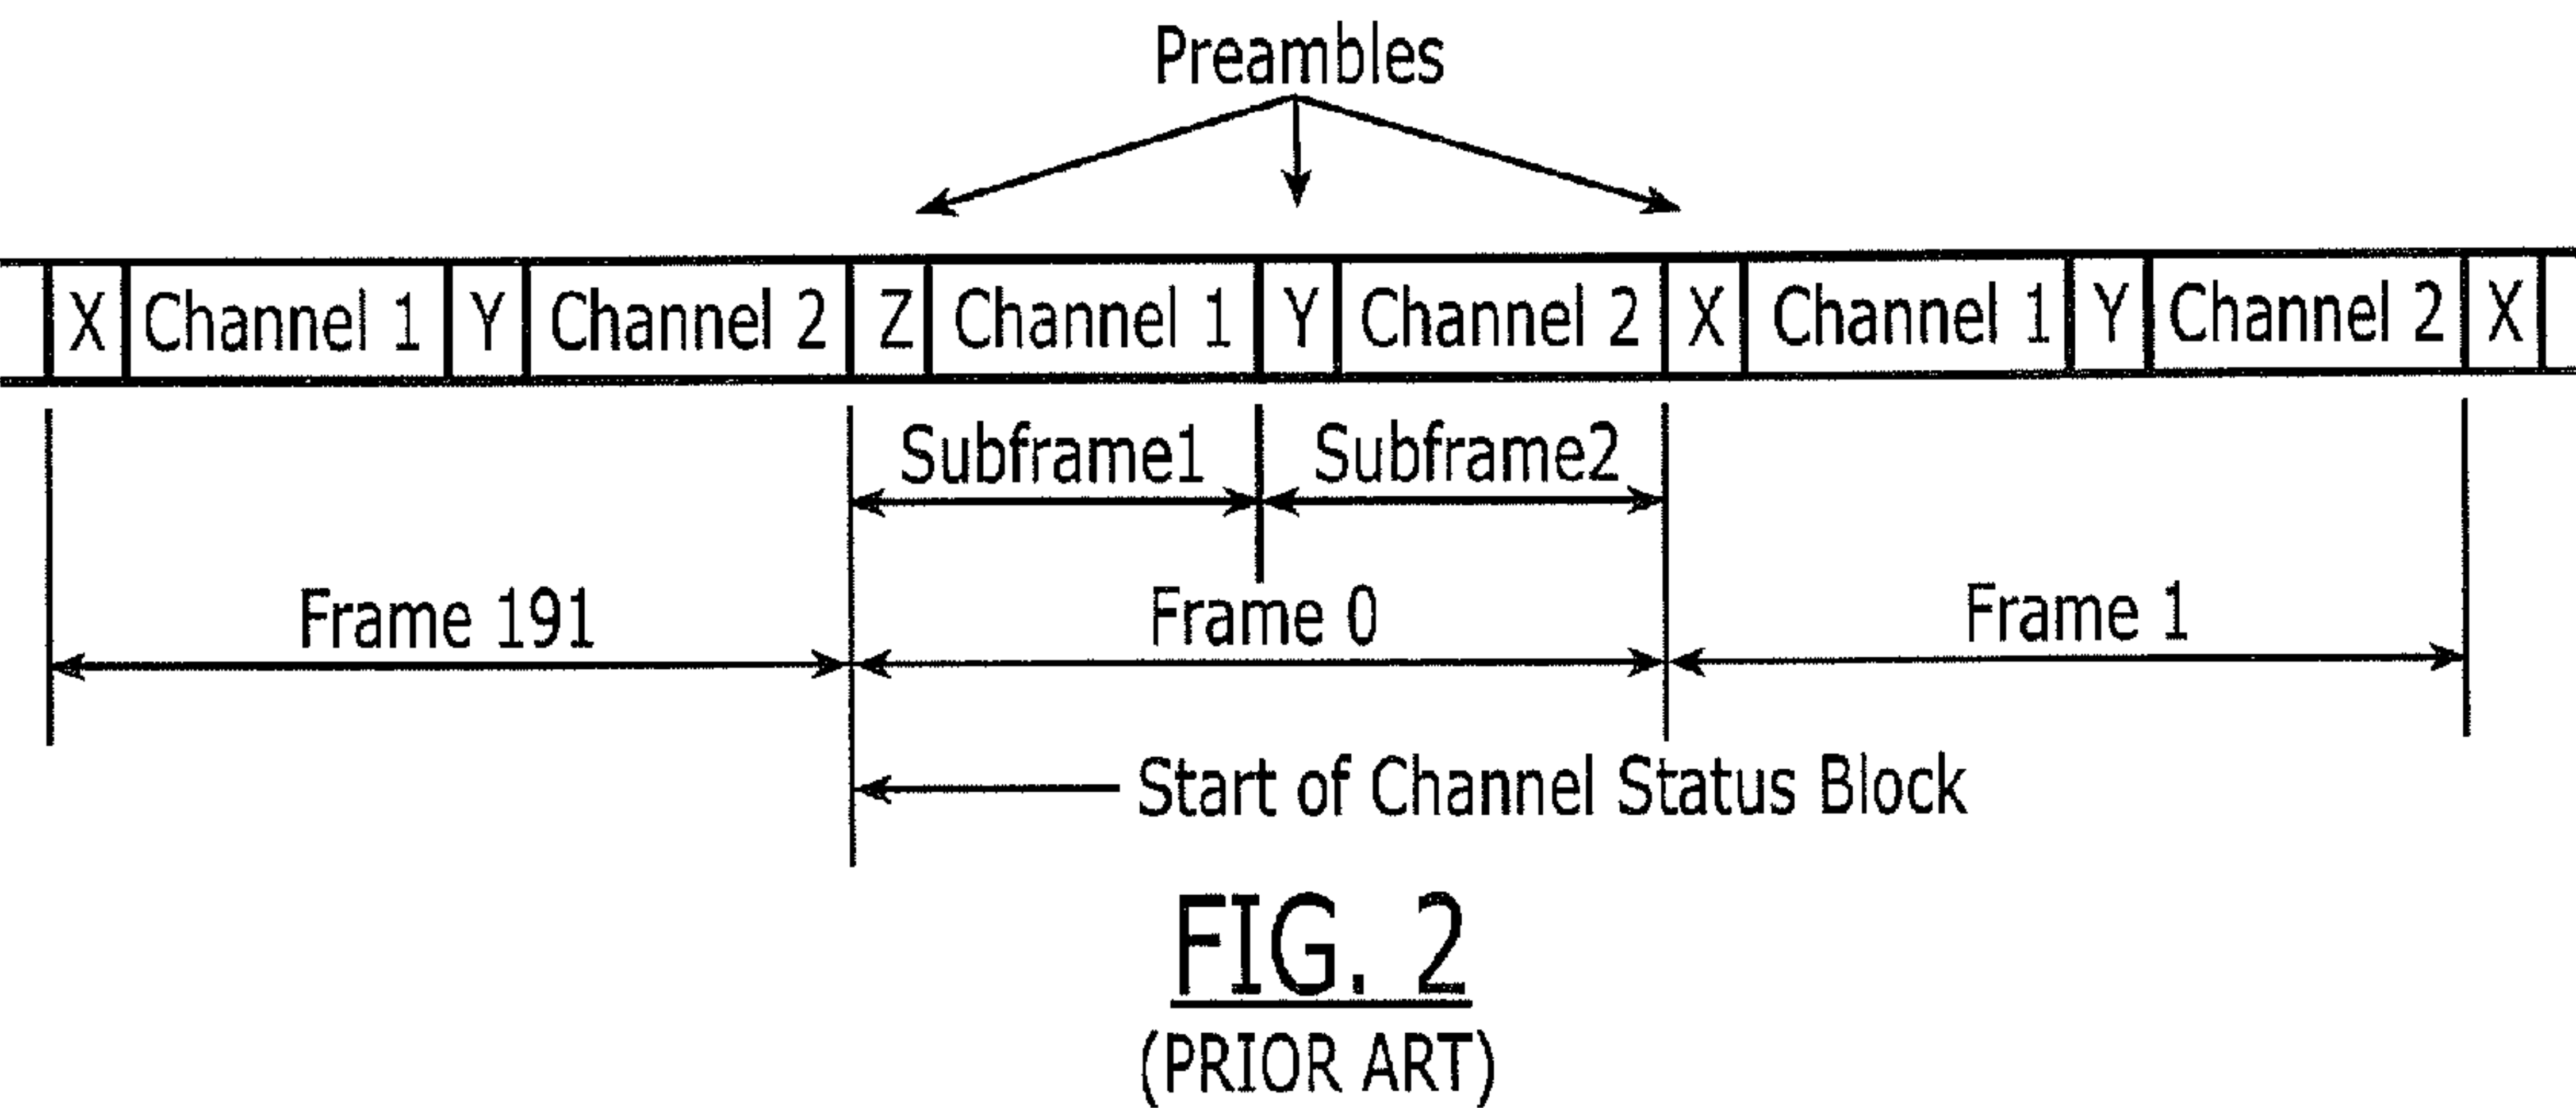 Preambles
X Channel 1 Y Channel 2 Z Channel 1 Y Channel 2 X Channel 1 Y Channel 2 X
Subframe1 Subframe2
Frame 191 Frame 0 Frame 1
Start of Channel Status Block
FIG. 2
(PRIOR ART)